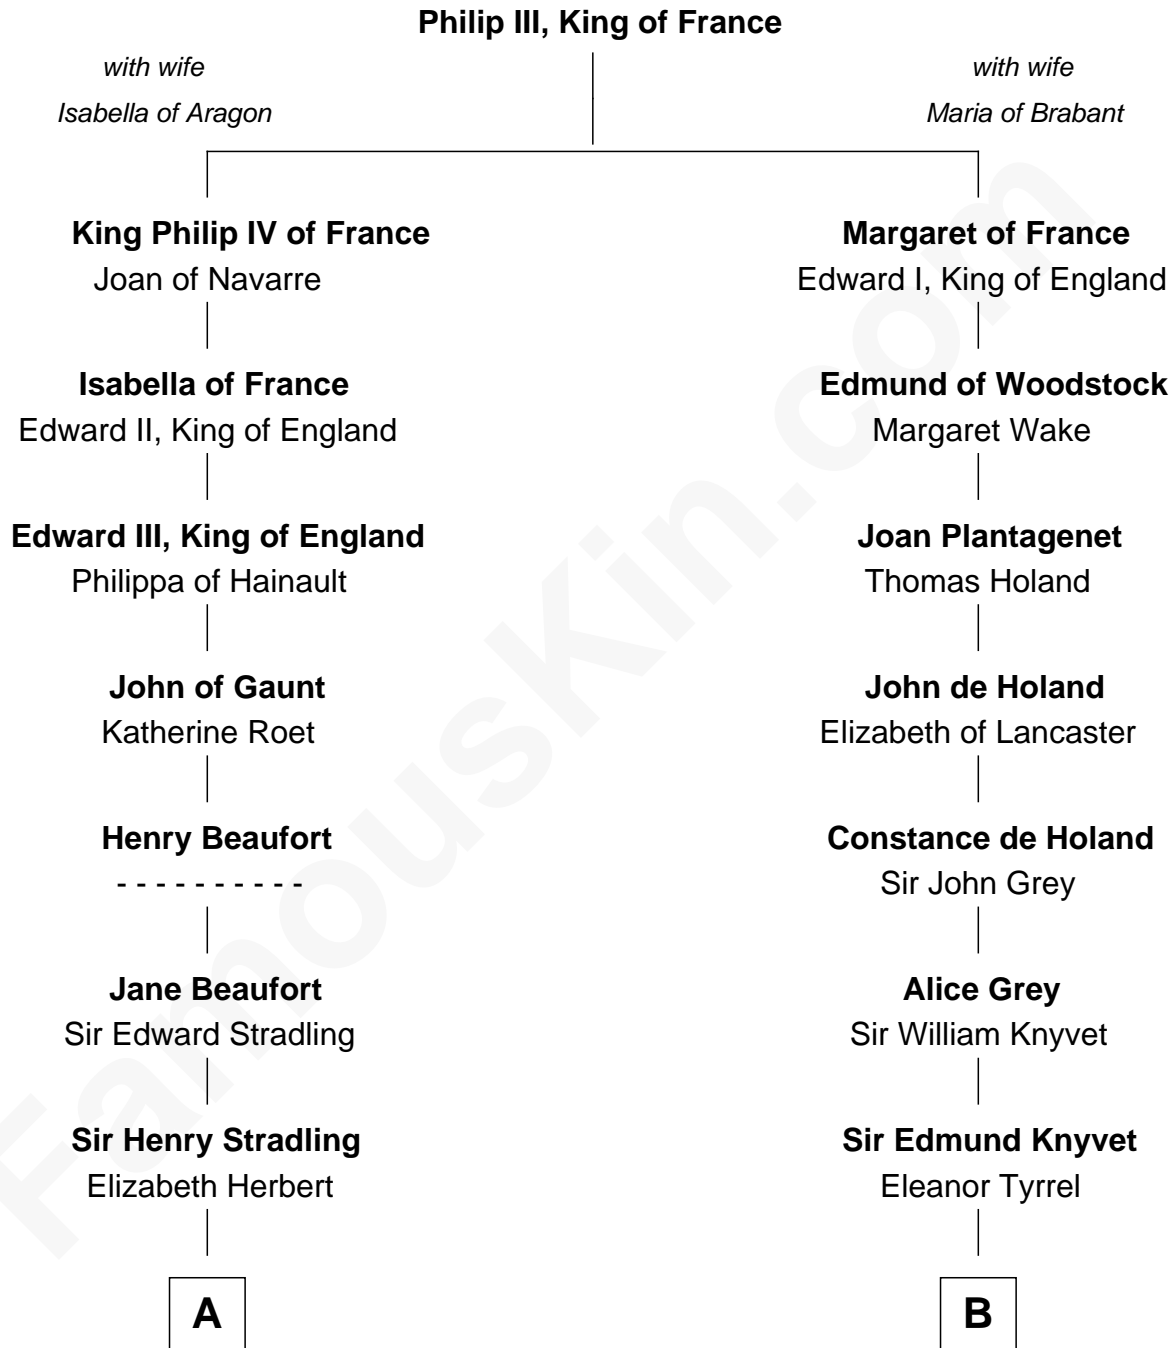 Philip III, King of France
with wife
Isabella of Aragon
with wife
Maria of Brabant
King Philip IV of France
Joan of Navarre
Margaret of France
Edward I, King of England
Isabella of France
Edward II, King of England
Edmund of Woodstock
Margaret Wake
Edward III, King of England
Philippa of Hainault
Joan Plantagenet
Thomas Holand
John of Gaunt
Katherine Roet
John de Holand
Elizabeth of Lancaster
Henry Beaufort
- - - - - - - - - -
Constance de Holand
Sir John Grey
Jane Beaufort
Sir Edward Stradling
Alice Grey
Sir William Knyvet
Sir Henry Stradling
Elizabeth Herbert
Sir Edmund Knyvet
Eleanor Tyrrel
A
B
FamousKin.com